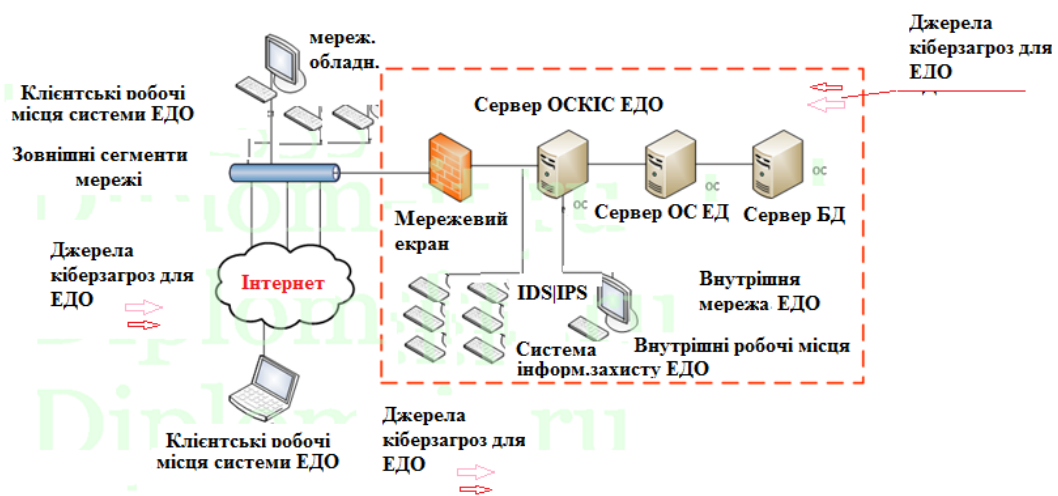 мереж.
обладн.
Джерела
кіберзагроз для
ЕДО
Клієнтські робочі
місця системи ЕДО
Сервер ОСКІС ЕДО
Зовнішні сегменти
мережі
ос
ос
ос
Мережевий
екран
Сервер ОС ЕД
Сервер БД
Джерела
кіберзагроз для
ЕДО
Інтернет
IDS|IPS
Внутрішня
мережа ЕДО
Система
інформ.захисту ЕДО
Внутрішні робочі місця
Клієнтські робочі
місця системи ЕДО
Джерела
кіберзагроз для
ЕДО